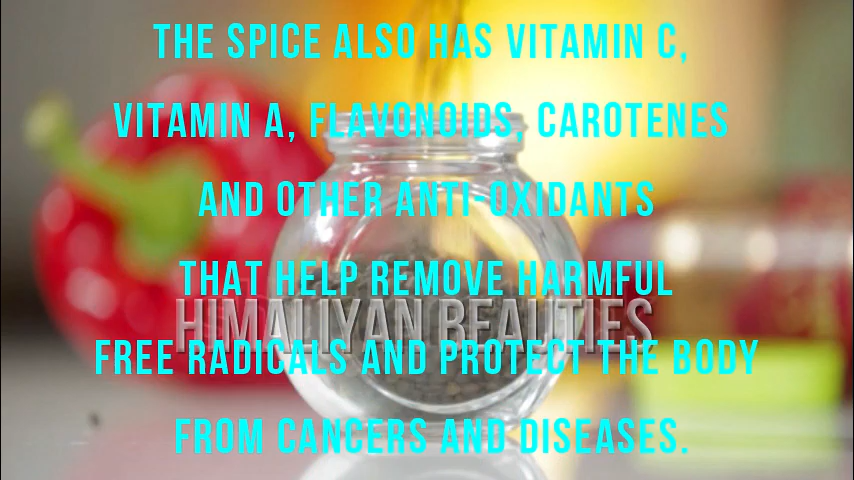 THE SPICE ALSO HAS VITAMIN C,
VITAMIN A, FLAVONOIDS, CAROTENES
AND OTHER ANTI-OXIDANTS
THAT HELP REMOVE HARMFUL
HIMALIYAN BEAUTIES
FREE RADICALS AND PROTECT THE BODY
FROM CANCERS AND DISEASES.